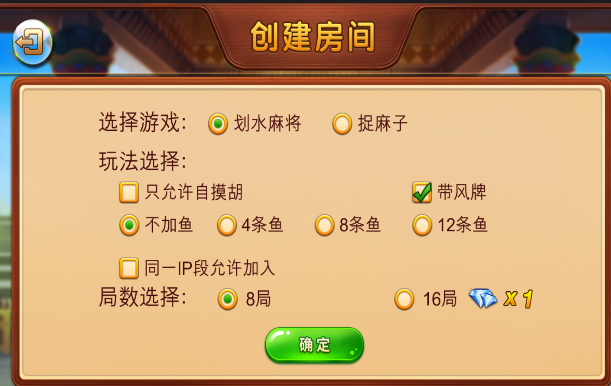 创建房间
选择游戏: 划水麻将 捉麻子
玩法选择:
只允许自摸胡 带风牌
不加鱼 4条鱼 8条鱼 12条鱼
同一IP段允许加入
局数选择: 8局 16局 x1
确定